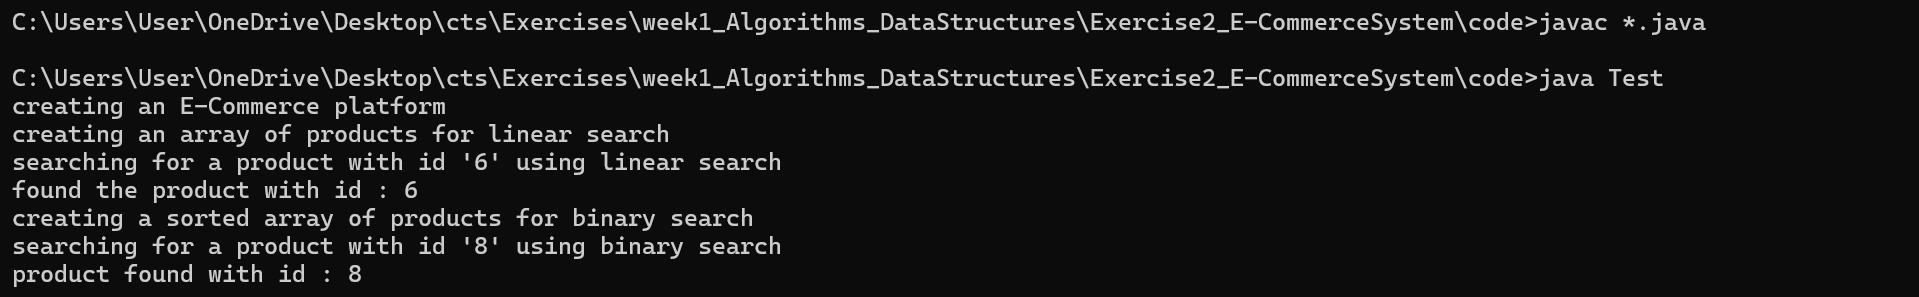 C:\Users\User\OneDrive\Desktop\cts\Exercises\week1_Algorithms_DataStructures\Exercise2_E-CommerceSystem\code>javac *.java
C:\Users\User\OneDrive\Desktop\cts\Exercises\week1_Algorithms_DataStructures\Exercise2_E-CommerceSystem\code>java Test
creating an E-Commerce platform
creating an array of products for linear search
searching for a product with id '6' using linear search
found the product with id : 6
creating a sorted array of products for binary search
searching for a product with id '8' using binary search
product found with id : 8